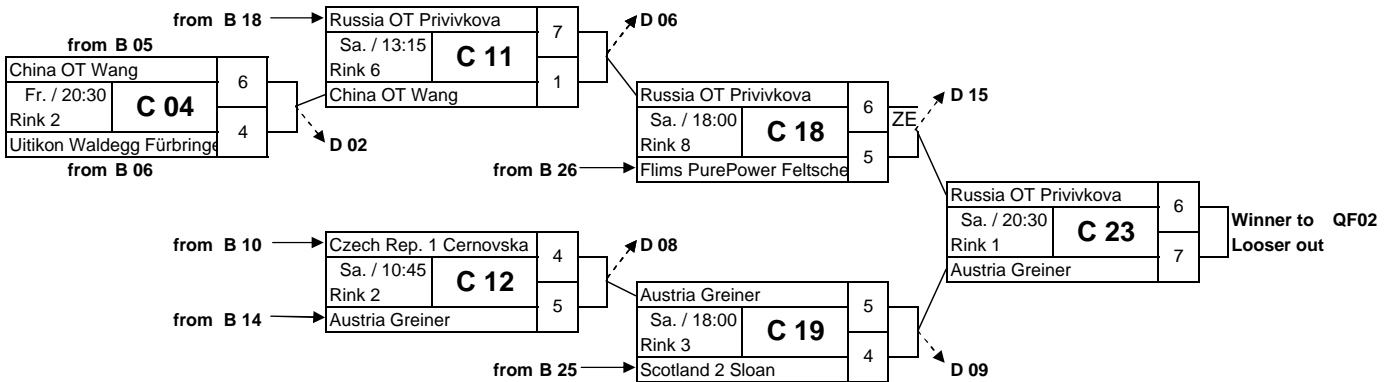 from B 18
Russia OT Privivkova
7
D 06
Sa. / 13:15
C 11
Rink 6
1
China OT Wang
from B 05
China OT Wang
6
Fr. / 20:30
C 04
Rink 2
4
Uitikon Waldegg Fürbringe
D 02
from B 06
Russia OT Privivkova
6
ZE
D 15
Sa. / 18:00
C 18
Rink 8
5
from B 26
Flims PurePower Feltsche
Russia OT Privivkova
6
Sa. / 20:30
C 23
Rink 1
7
Austria Greiner
Winner to QF02
Looser out
from B 10
Czech Rep. 1 Cernovska
4
D 08
Sa. / 10:45
C 12
Rink 2
5
from B 14
Austria Greiner
Austria Greiner
5
Sa. / 18:00
C 19
Rink 3
4
from B 25
Scotland 2 Sloan
D 09